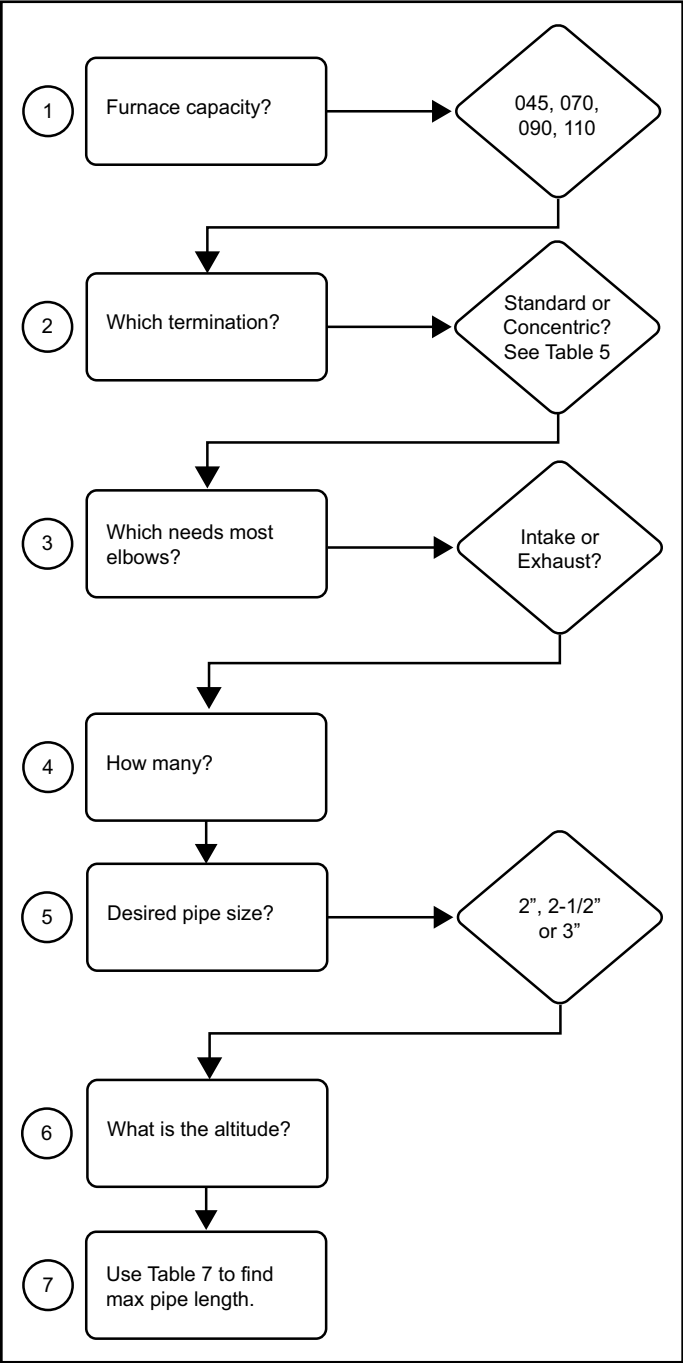 1
Furnace capacity?
045, 070,
090, 110
2
Which termination?
Standard or
Concentric?
See Table 5
3
Which needs most
elbows?
Intake or
Exhaust?
4
How many?
5
Desired pipe size?
2”, 2-1/2”
or 3”
6
What is the altitude?
7
Use Table 7 to find
max pipe length.